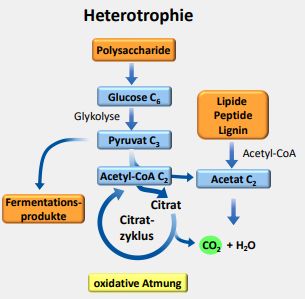 Heterotrophie
Polysaccharide
Glucose C6
Glykolyse
Pyruvat C3
Acetyl-CoA C2
Citrat
Citrat-
zyklus
Fermentations-
produkte
Lipide
Peptide
Lignin
Acetyl-CoA
Acetat C2
CO2 + H2O
oxidative Atmung